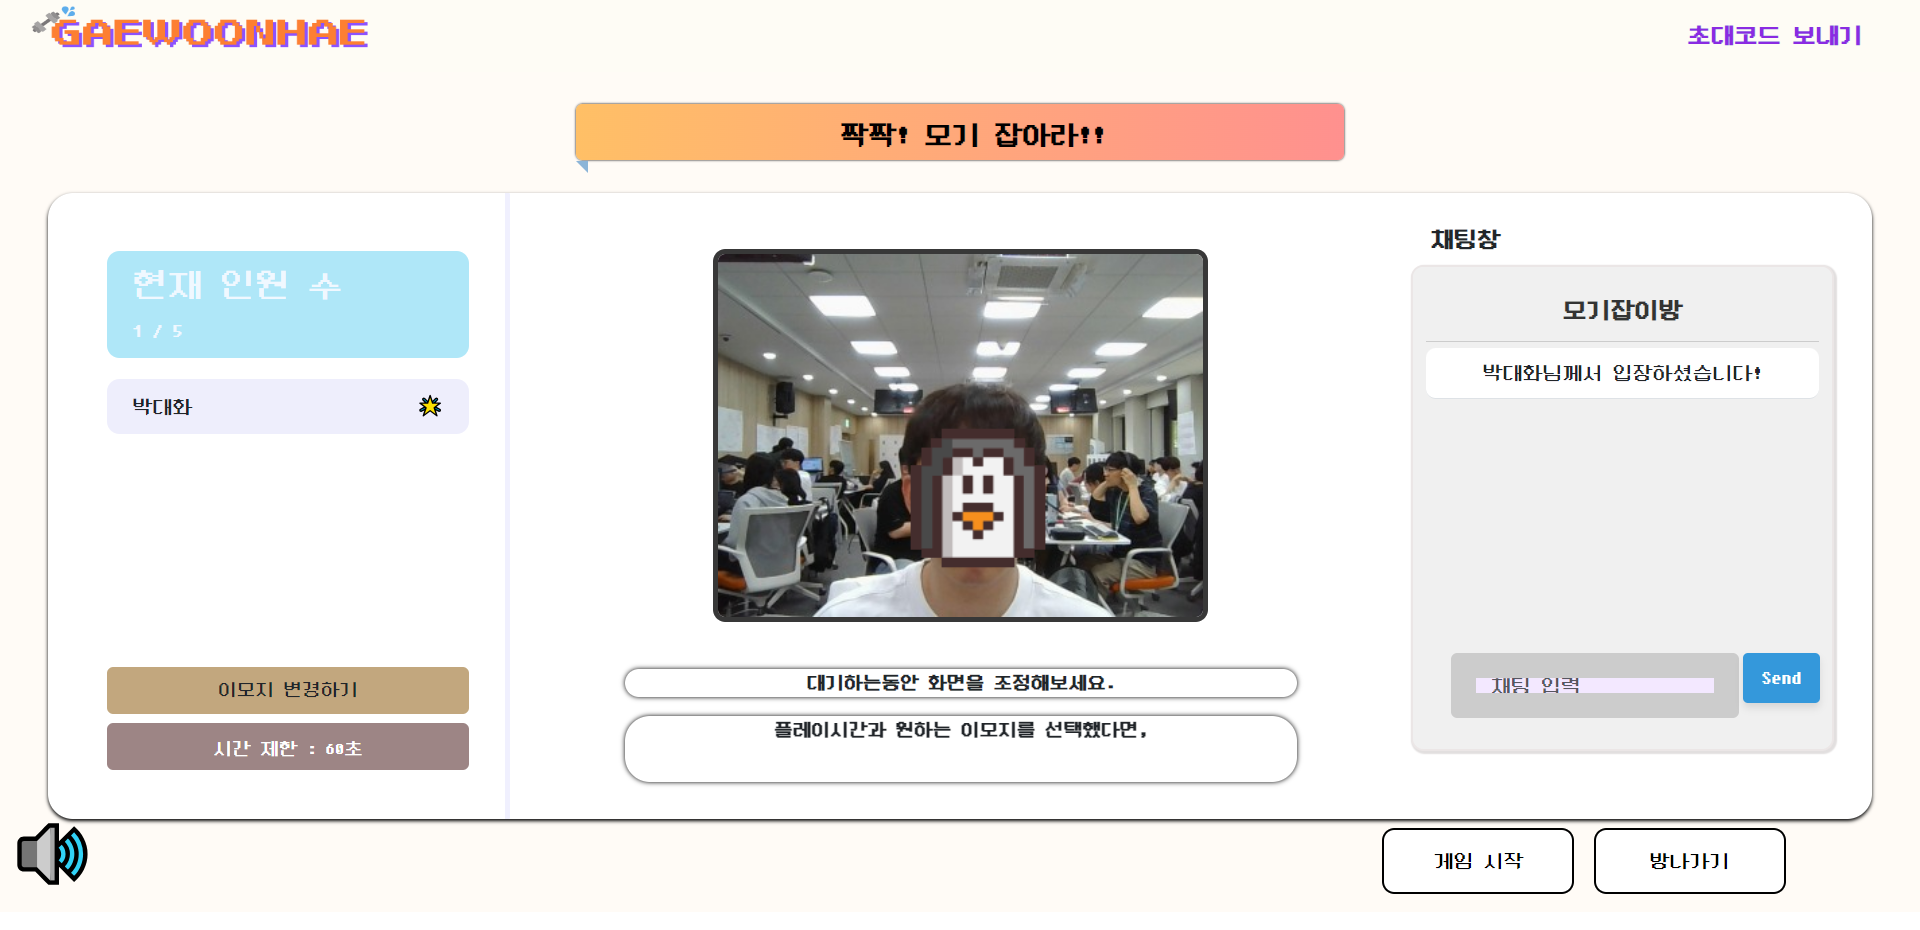 GAEWOONHAE
초대코드 보내기
짝짝! 모기 잡아라!!
현재 인원 수
1 / 5
박대화
이모지 변경하기
시간 제한 : 60초
대기하는동안 화면을 조정해보세요.
플레이시간과 원하는 이모지를 선택했다면,
채팅창
모기잡이방
박대화님께서 입장하셨습니다!
채팅 입력
Send
게임 시작
방나가기